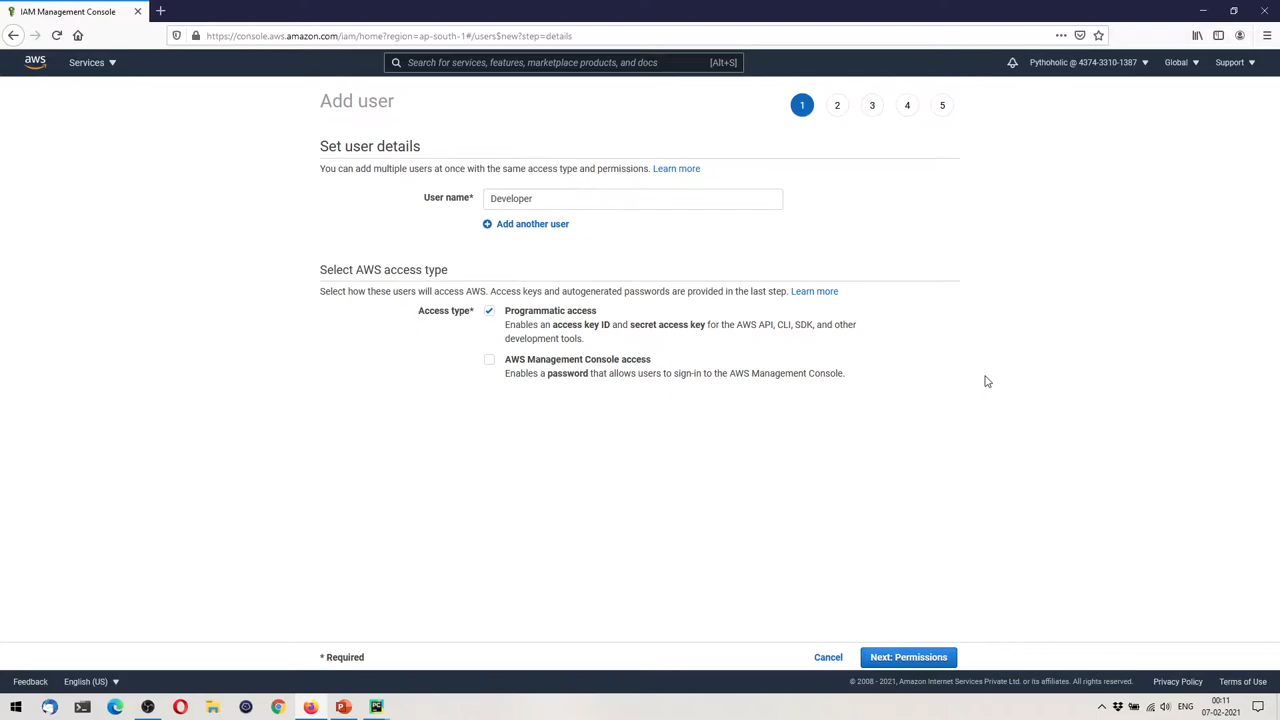 IAM Management Console
https://console.aws.amazon.com/iam/home?region=ap-south-1#/users$new?step=details
aws
Services
Search for services, features, marketplace products, and docs
[Alt+S]
Pythoholic @ 4374-3310-1387
Global
Support
Add user
1
2
3
4
5
Set user details
You can add multiple users at once with the same access type and permissions. Learn more
User name*
Developer
Add another user
Select AWS access type
Select how these users will access AWS. Access keys and autogenerated passwords are provided in the last step. Learn more
Access type*
Programmatic access
Enables an access key ID and secret access key for the AWS API, CLI, SDK, and other
development tools.
AWS Management Console access
Enables a password that allows users to sign-in to the AWS Management Console.
* Required
Cancel
Next: Permissions
Feedback
English (US)
© 2008 - 2021, Amazon Internet Services Private Ltd. or its affiliates. All rights reserved.
Privacy Policy
Terms of Use
ENG
00:11
07-02-2021